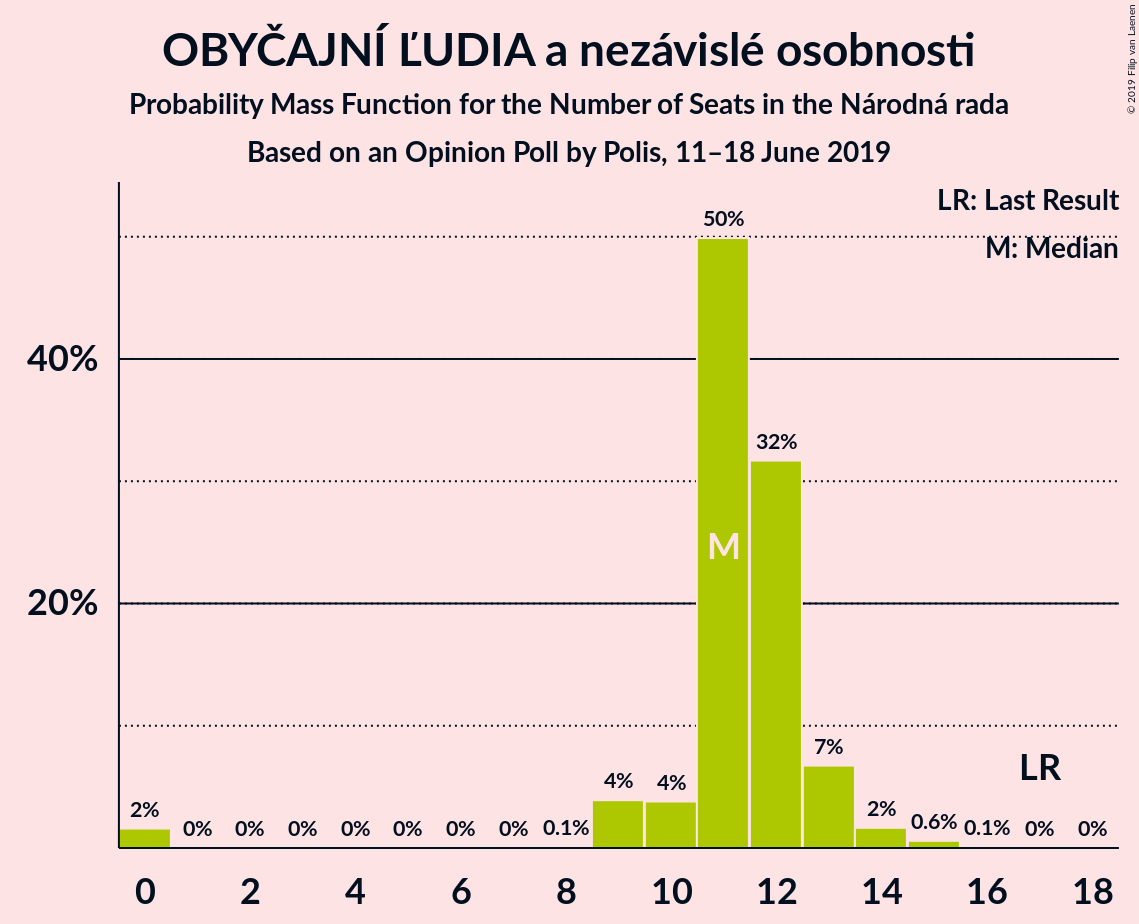 OBYČAJNÍ ĽUDIA a nezávislé osobnosti
Probability Mass Function for the Number of Seats in the Národná rada
Based on an Opinion Poll by Polis, 11–18 June 2019
© 2019 Filip van Laenen
LR: Last Result
M: Median
50%
40%
32%
M
20%
7%
LR
4%
4%
2%
0%
0%
0%
0%
0%
0%
0%
0.1%
2%
0.6%
0.1%
0%
0%
0 2 4 6 8 10 12 14 16 18